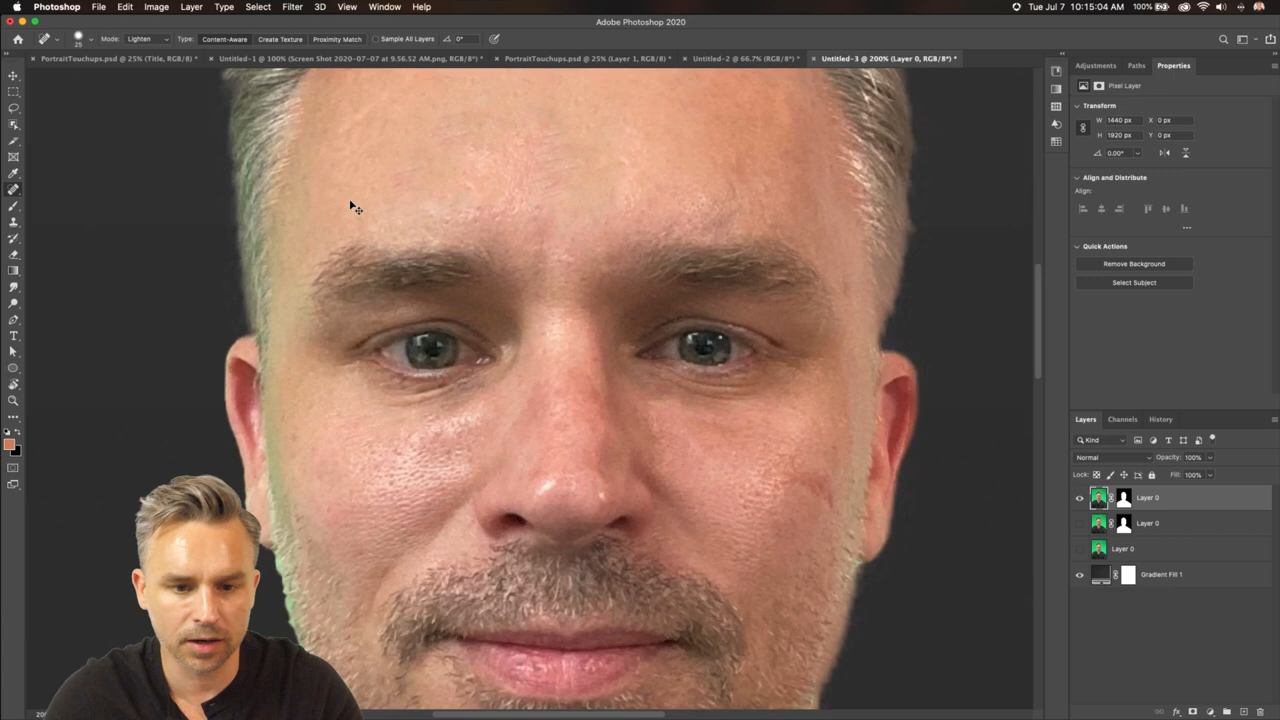 Photoshop File Edit Image Layer Type Select Filter 3D View Window Help 100% Tue Jul 7 10:15:04 AM
Adobe Photoshop 2020
25 Mode: Lighten Type: Content-Aware Create Texture Proximity Match Sample All Layers 0°
PortraitTouchups.psd @ 25% (Title, RGB/8) * Untitled-1 @ 100% (Screen Shot 2020-07-07 at 9.56.52 AM.png, RGB/8*) * PortraitTouchups.psd @ 25% (Layer 1, RGB/8) * Untitled-2 @ 66.7% (RGB/8*) * Untitled-3 @ 200% (Layer 0, RGB/8*) *
Adjustments Paths Properties
Pixel Layer
Transform
W 1440 px X 0 px
H 1920 px Y 0 px
0.00°
Align and Distribute
Align:
Quick Actions
Remove Background
Select Subject
Layers Channels History
Kind
Normal Opacity: 100%
Lock: Fill: 100%
Layer 0
Layer 0
Layer 0
Gradient Fill 1